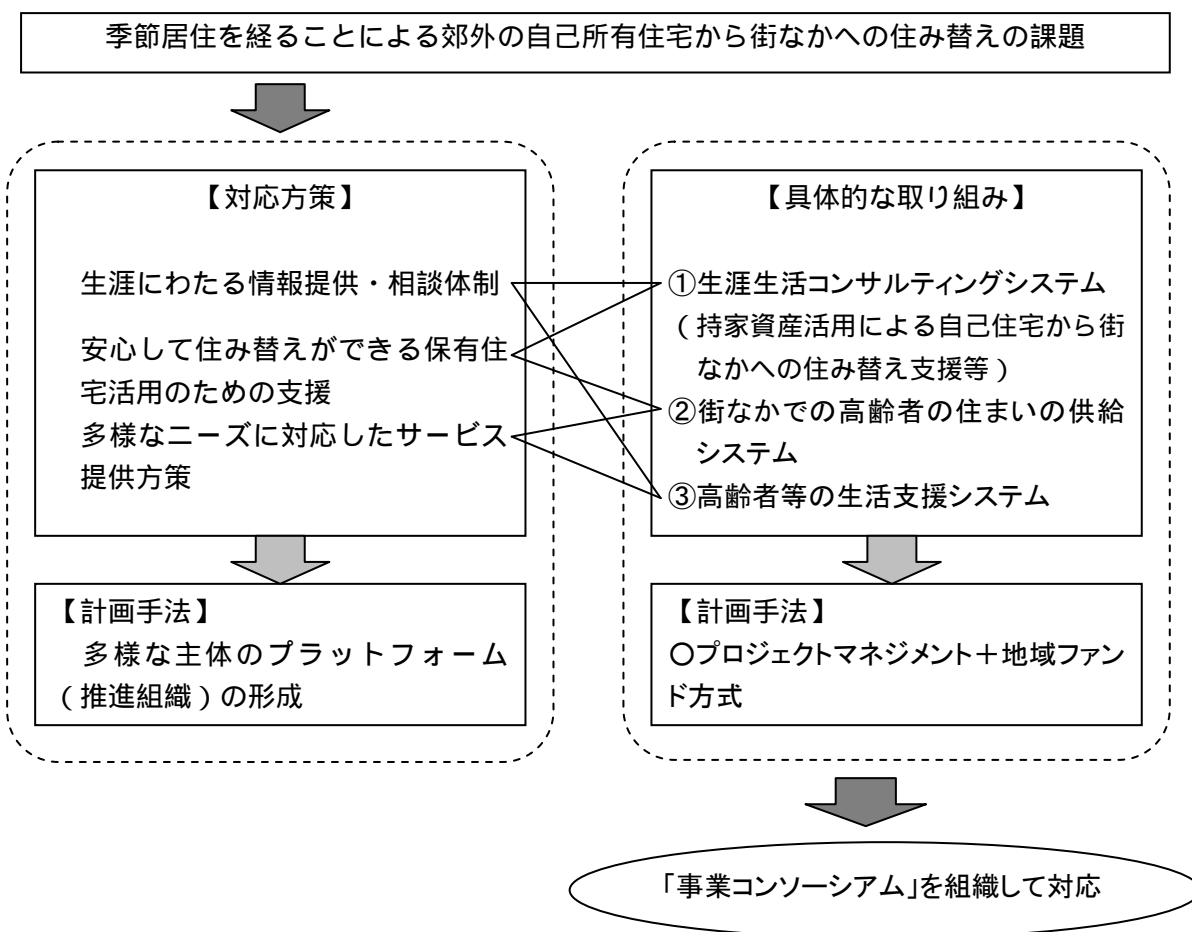 季節居住を経ることによる郊外の自己所有住宅から街なかへの住み替えの課題
【対応方策】
生涯にわたる情報提供・相談体制
安心して住み替えができる保有住
宅活用のための支援
多様なニーズに対応したサービス
提供方策
【計画手法】
多様な主体のプラットフォーム
(推進組織)の形成
【具体的な取り組み】
①生涯生活コンサルティングシステム
(持家資産活用による自己住宅から街
なかへの住み替え支援等)
②街なかでの高齢者の住まいの供給
システム
③高齢者等の生活支援システム
【計画手法】
〇プロジェクトマネジメント＋地域ファン
ド方式
「事業コンソーシアム」を組織して対応